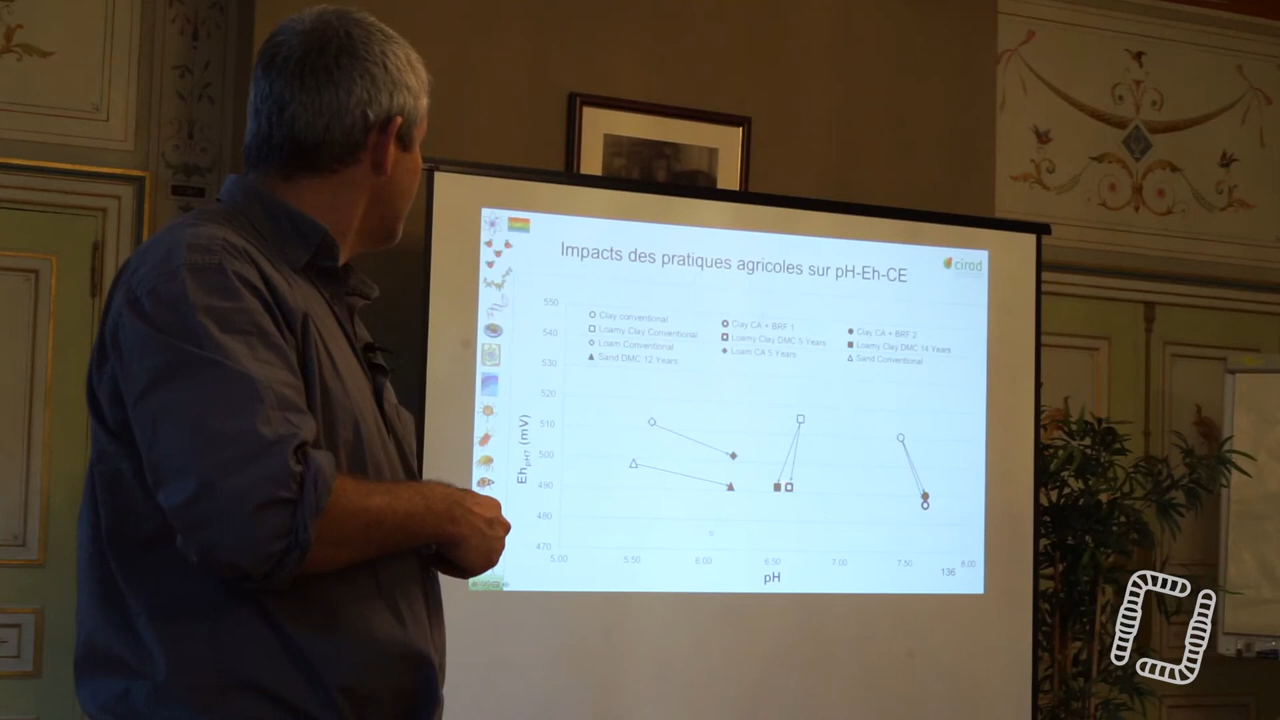 Impacts des pratiques agricoles sur pH-Eh-CE
cirad
Clay conventional
Clay CA + BRF 1
Clay CA + BRF 2
Loamy Clay Conventional
Loamy Clay DMC 5 Years
Loamy Clay DMC 14 Years
Loam Conventional
Loam CA 5 Years
Sand Conventional
Sand DMC 12 Years
550
540
530
520
510
500
490
480
470
Eh pH7 (mV)
5.00
5.50
6.00
6.50
7.00
7.50
8.00
pH
136